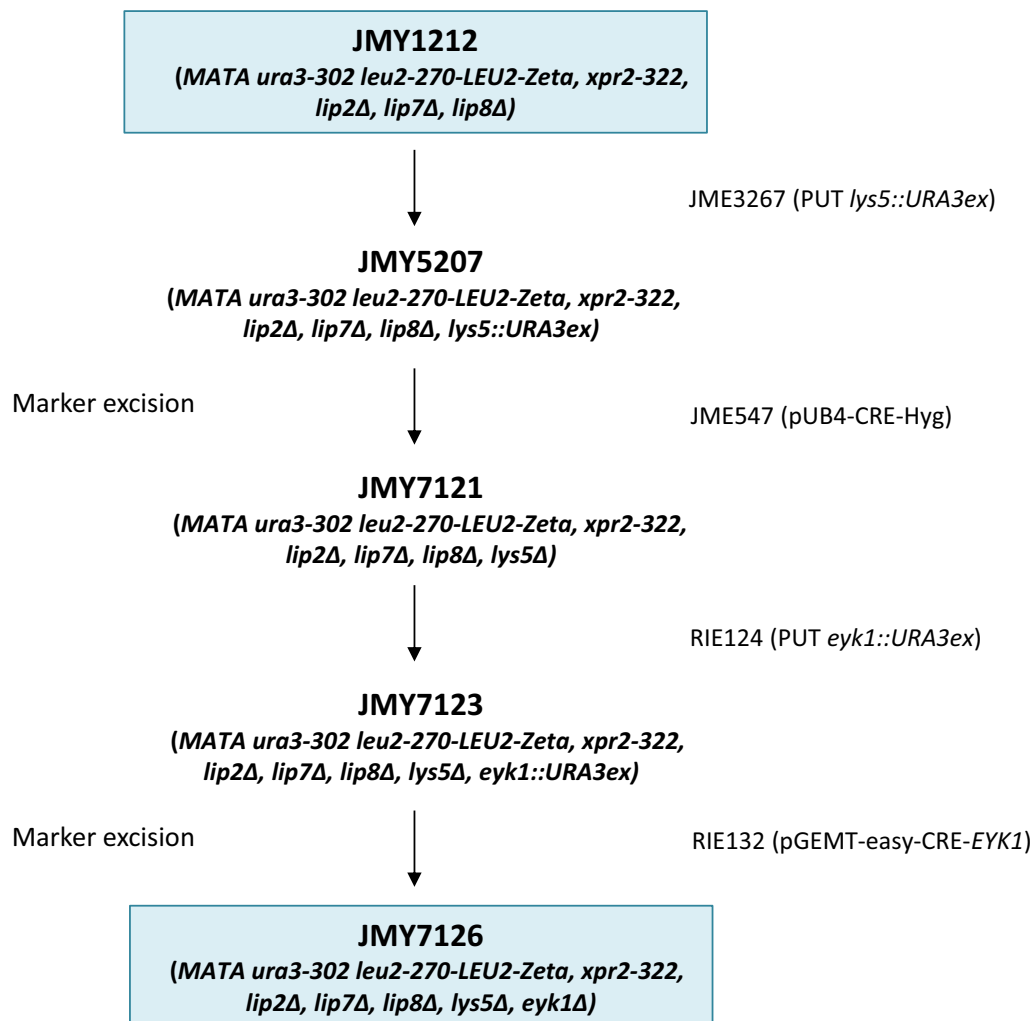 JMY1212
(MATA ura3-302 leu2-270-LEU2-Zeta, xpr2-322,
lip2Δ, lip7Δ, lip8Δ)
JME3267 (PUT lys5::URA3ex)
JMY5207
(MATA ura3-302 leu2-270-LEU2-Zeta, xpr2-322,
lip2Δ, lip7Δ, lip8Δ, lys5::URA3ex)
Marker excision
JME547 (pUB4-CRE-Hyg)
JMY7121
(MATA ura3-302 leu2-270-LEU2-Zeta, xpr2-322,
lip2Δ, lip7Δ, lip8Δ, lys5Δ)
RIE124 (PUT eyk1::URA3ex)
JMY7123
(MATA ura3-302 leu2-270-LEU2-Zeta, xpr2-322,
lip2Δ, lip7Δ, lip8Δ, lys5Δ, eyk1::URA3ex)
Marker excision
RIE132 (pGEMT-easy-CRE-EYK1)
JMY7126
(MATA ura3-302 leu2-270-LEU2-Zeta, xpr2-322,
lip2Δ, lip7Δ, lip8Δ, lys5Δ, eyk1Δ)